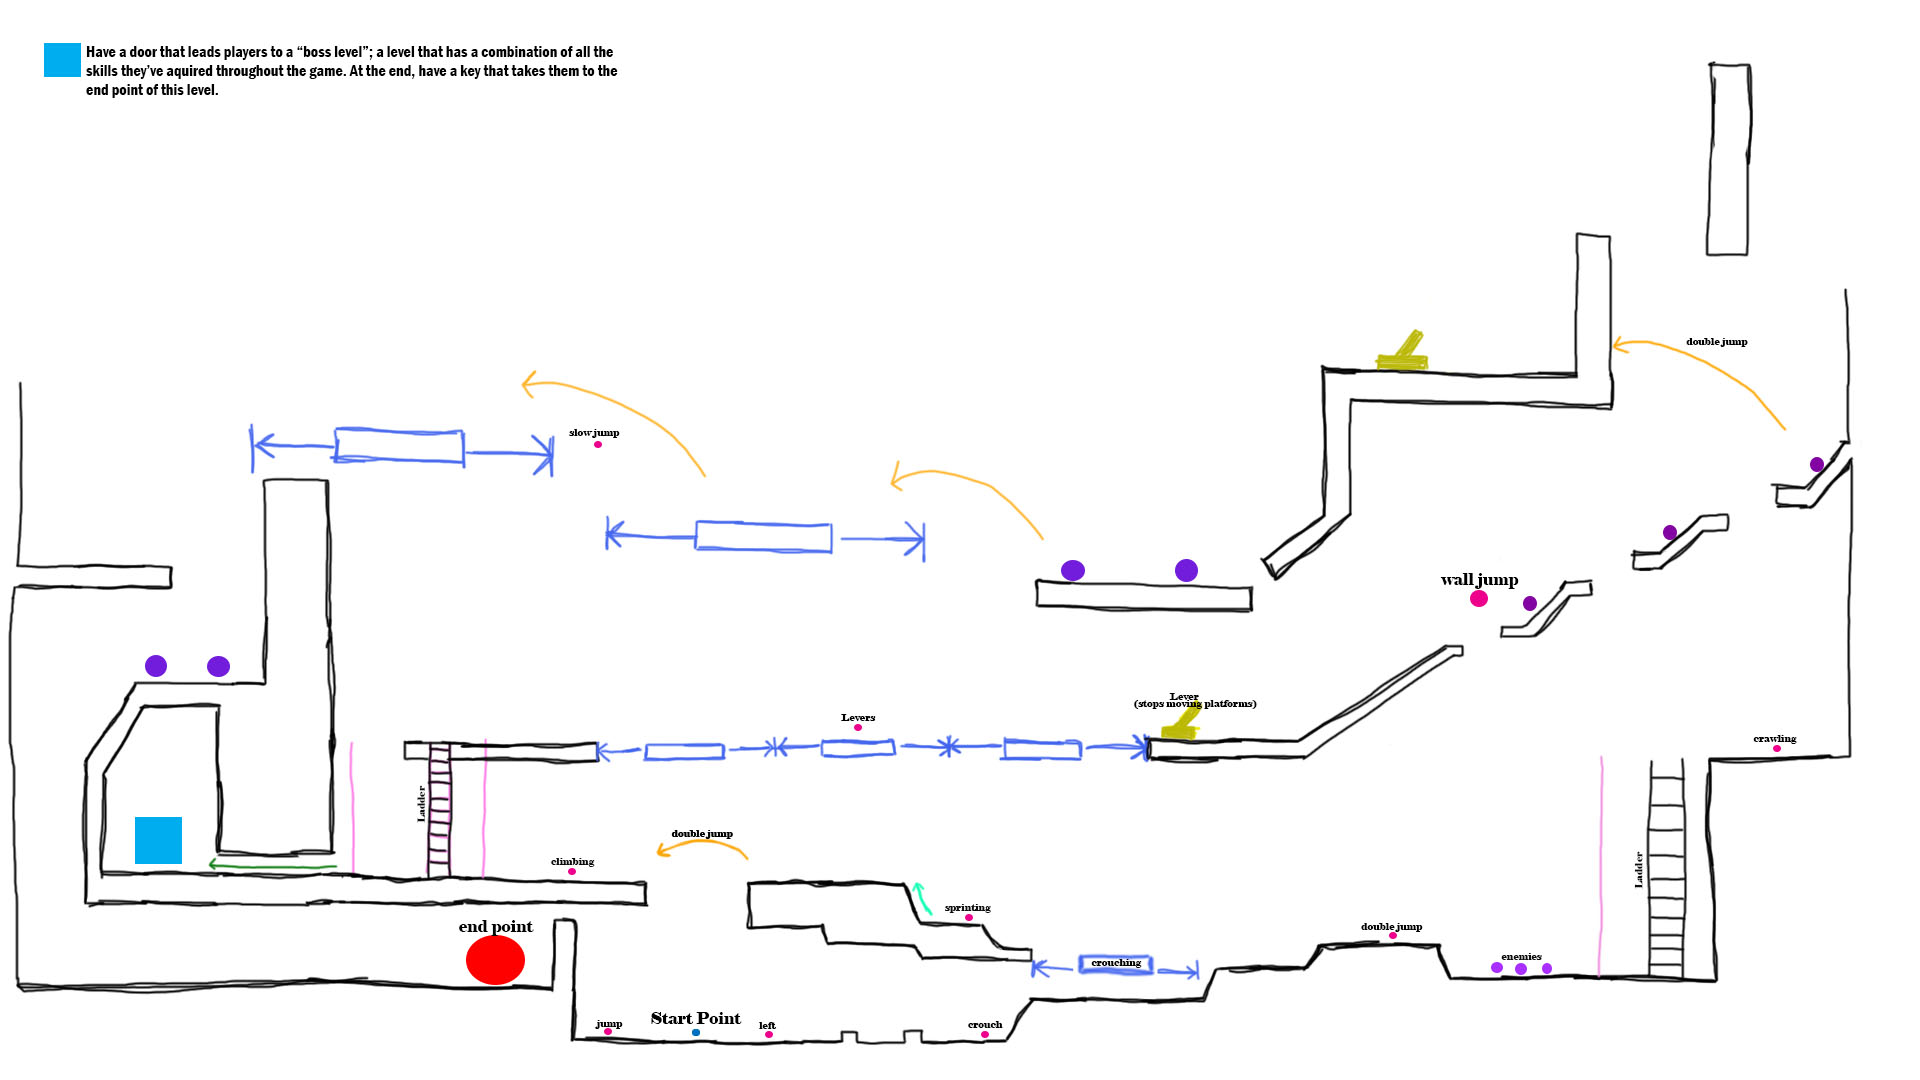 Have a door that leads players to a “boss level”; a level that has a combination of all the
skills they’ve aquired throughout the game. At the end, have a key that takes them to the
end point of this level.
double jump
slow jump
wall jump
Lever
(stops moving platforms)
Levers
crawling
Ladder
double jump
climbing
Ladder
sprinting
end point
double jump
enemies
crouching
jump
Start Point
left
crouch